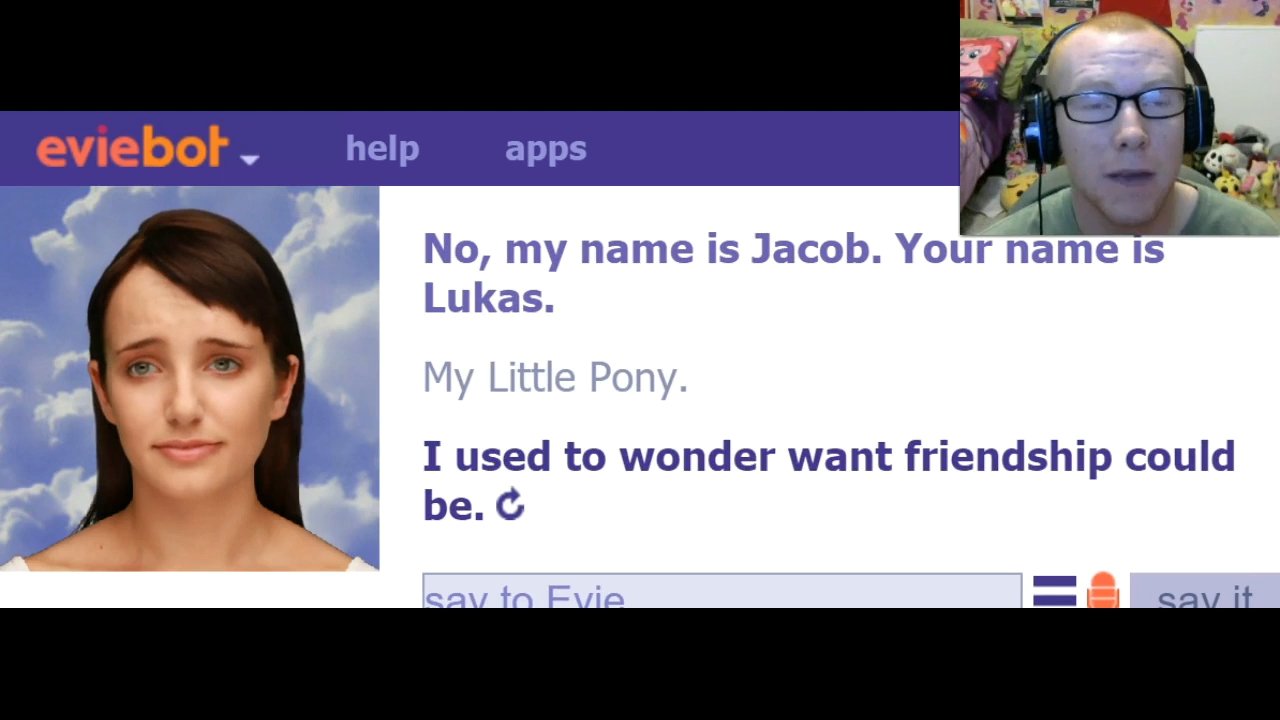 eviebot help apps
No, my name is Jacob. Your name is
Lukas.
My Little Pony.
I used to wonder want friendship could
be.
say to Evie
say it